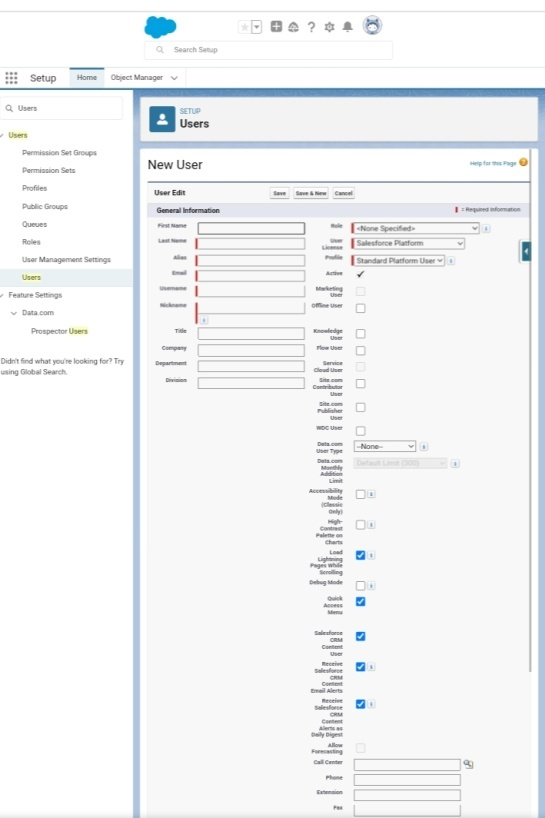 Search Setup
Setup
Home
Object Manager
Users
Users
Permission Set Groups
Permission Sets
Profiles
Public Groups
Queues
Roles
User Management Settings
Users
Feature Settings
Data.com
Prospector Users
Didn't find what you're looking for? Try
using Global Search.
SETUP
Users
New User
Help for this Page
User Edit
Save
Save & New
Cancel
General Information
= Required Information
First Name
Last Name
Alias
Email
Username
Nickname
Title
Company
Department
Division
Role
<None Specified>
User
License
Salesforce Platform
Profile
Standard Platform User
Active
Marketing
User
Offline User
Knowledge
User
Flow User
Service
Cloud User
Site.com
Contributor
User
Site.com
Publisher
User
WDC User
Data.com
User Type
--None--
Data.com
Monthly
Addition
Limit
Default Limit (300)
Accessibility
Mode
(Classic
Only)
High-
Contrast
Palette on
Charts
Load
Lightning
Pages While
Scrolling
Debug Mode
Quick
Access
Menu
Salesforce
CRM
Content
User
Receive
Salesforce
CRM
Content
Email Alerts
Receive
Salesforce
CRM
Content
Alerts as
Daily Digest
Allow
Forecasting
Call Center
Phone
Extension
Fax